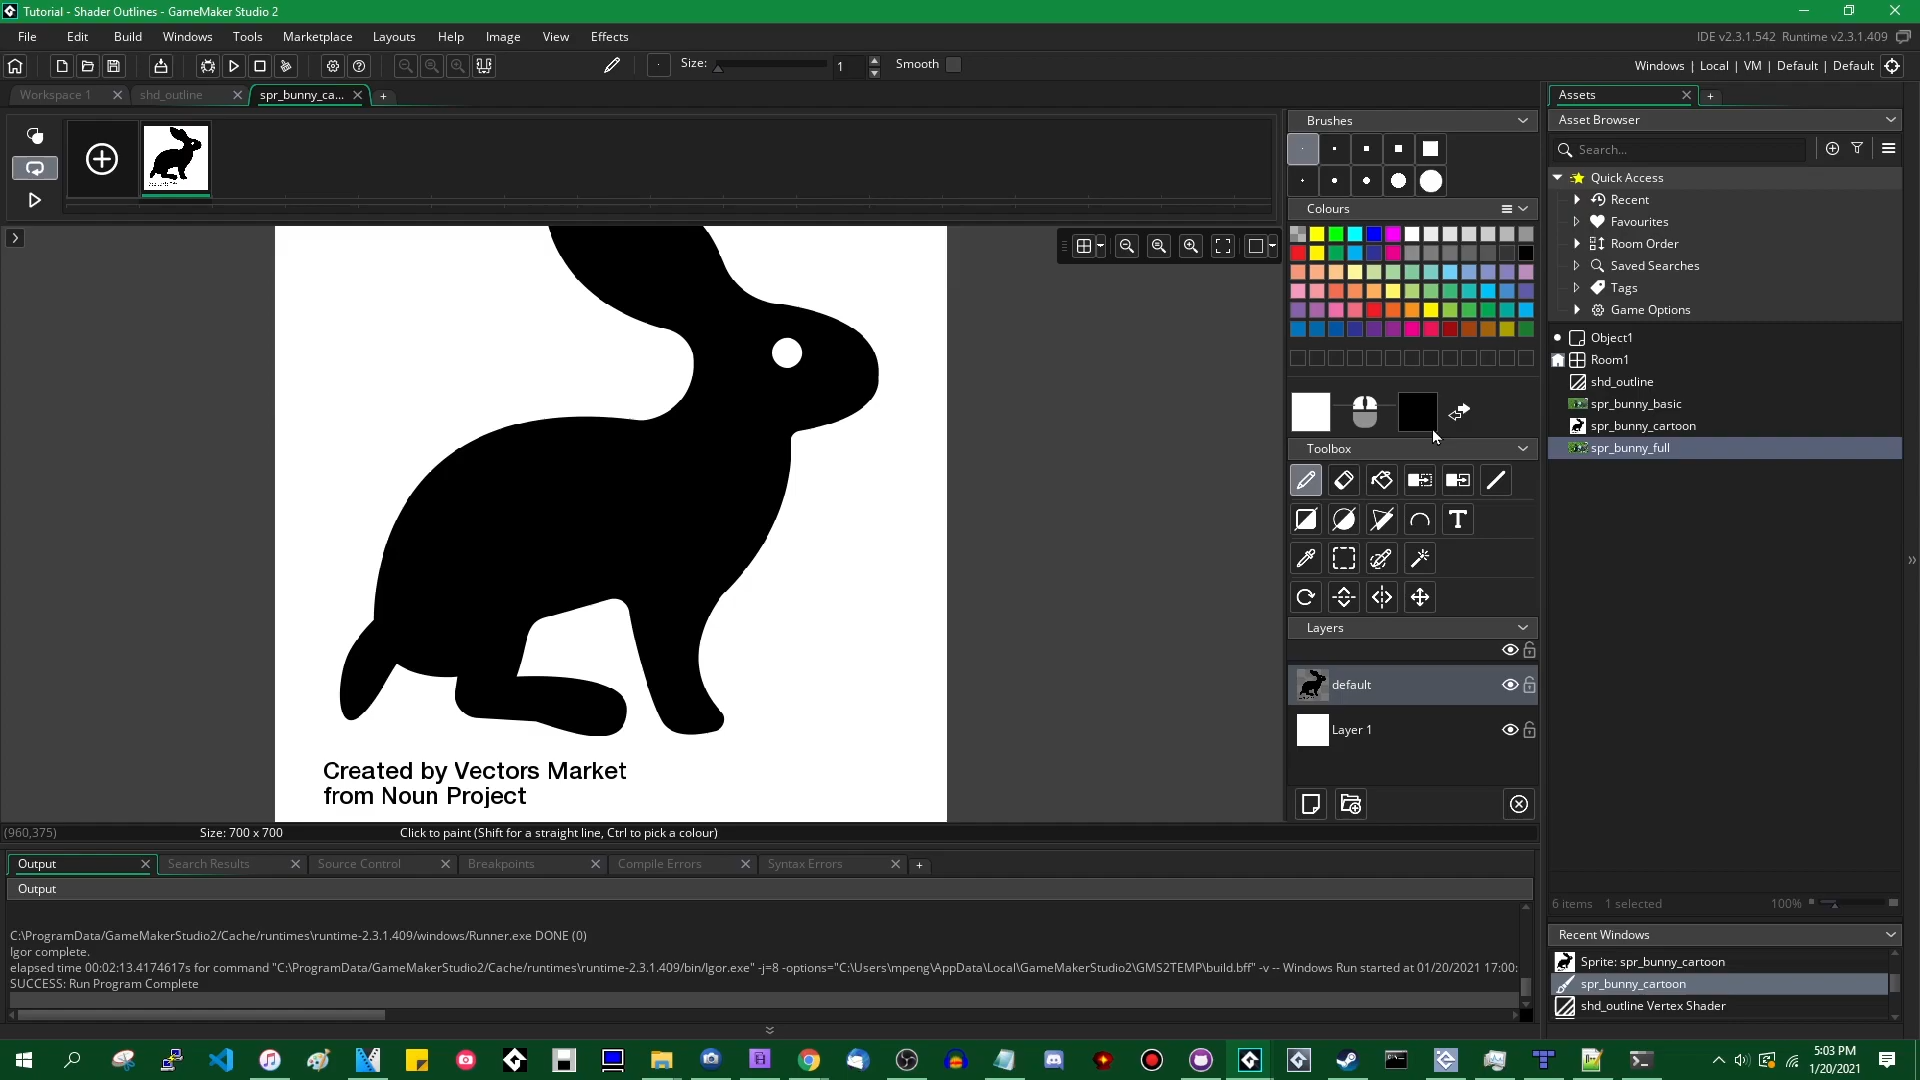 Tutorial - Shader Outlines - GameMaker Studio 2
File Edit Build Windows Tools Marketplace Layouts Help Image View Effects
IDE v2.3.1.542 Runtime v2.3.1.409
Size: 1 Smooth
Windows | Local | VM | Default | Default
Workspace 1 shd_outline spr_bunny_ca...
Assets
Brushes
Asset Browser
Search...
Quick Access
Recent
Colours
Favourites
Room Order
Saved Searches
Tags
Game Options
Object1
Room1
shd_outline
spr_bunny_basic
spr_bunny_cartoon
spr_bunny_full
Toolbox
T
Layers
default
Layer 1
Created by Vectors Market
from Noun Project
(960,375) Size: 700 x 700 Click to paint (Shift for a straight line, Ctrl to pick a colour)
Output Search Results Source Control Breakpoints Compile Errors Syntax Errors
Output
6 items 1 selected 100%
C:\ProgramData/GameMakerStudio2/Cache/runtimes\runtime-2.3.1.409/windows/Runner.exe DONE (0)
Igor complete.
elapsed time 00:02:13.4174617s for command "C:\ProgramData/GameMakerStudio2/Cache/runtimes\runtime-2.3.1.409/bin/Igor.exe" -j=8 -options="C:\Users\mpeng\AppData\Local\GameMakerStudio2\GMS2TEMP\build.bff" -v -- Windows Run started at 01/20/2021 17:00:
SUCCESS: Run Program Complete
Recent Windows
Sprite: spr_bunny_cartoon
spr_bunny_cartoon
shd_outline Vertex Shader
5:03 PM
1/20/2021